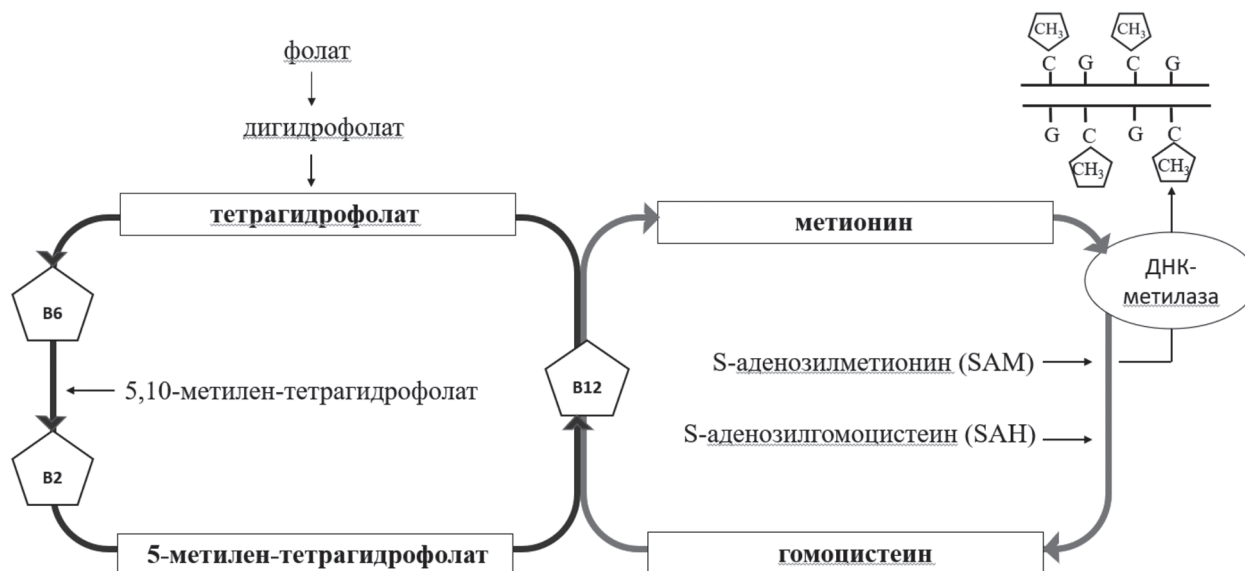 CH₃ CH₃
фолат
C G C G
дигидрофолат
G C G C
CH₃ CH₃
тетрагидрофолат
метионин
ДНК-
метилаза
B6
S-аденозилметионин (SAM)
5,10-метилен-тетрагидрофолат
B12
S-аденозилгомоцистеин (SAH)
B2
5-метилен-тетрагидрофолат
гомоцистеин